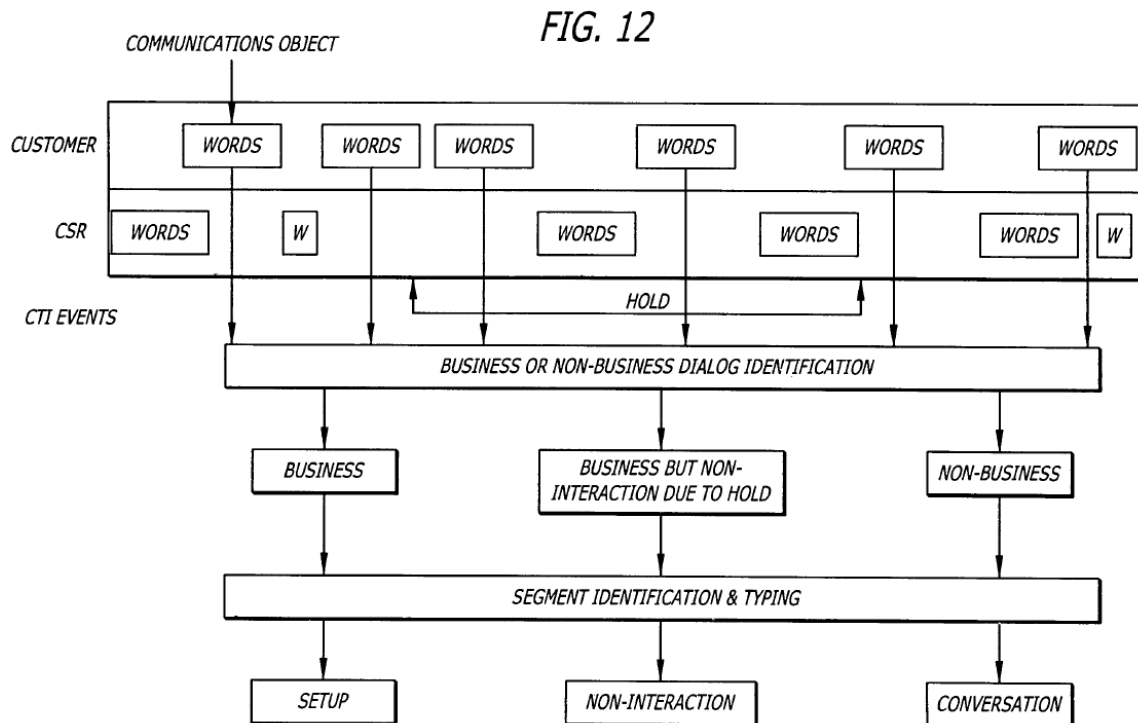 FIG. 12
COMMUNICATIONS OBJECT
CUSTOMER
WORDS
WORDS
WORDS
WORDS
WORDS
WORDS
CSR
WORDS
W
WORDS
WORDS
WORDS
W
HOLD
CTI EVENTS
BUSINESS OR NON-BUSINESS DIALOG IDENTIFICATION
BUSINESS
BUSINESS BUT NON-
INTERACTION DUE TO HOLD
NON-BUSINESS
SEGMENT IDENTIFICATION & TYPING
SETUP
NON-INTERACTION
CONVERSATION